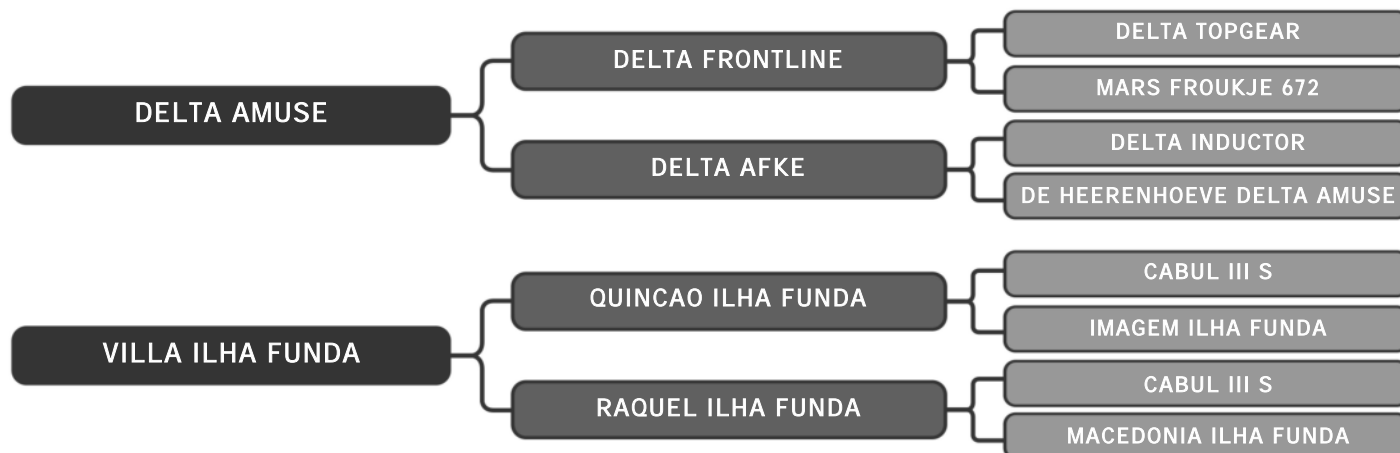 DELTA AMUSE
DELTA FRONTLINE
DELTA TOPGEAR
MARS FROUKJE 672
DELTA AFKE
DELTA INDUCTOR
DE HEERENHOEVE DELTA AMUSE
VILLA ILHA FUNDA
QUINCAO ILHA FUNDA
CABUL III S
IMAGEM ILHA FUNDA
RAQUEL ILHA FUNDA
CABUL III S
MACEDONIA ILHA FUNDA